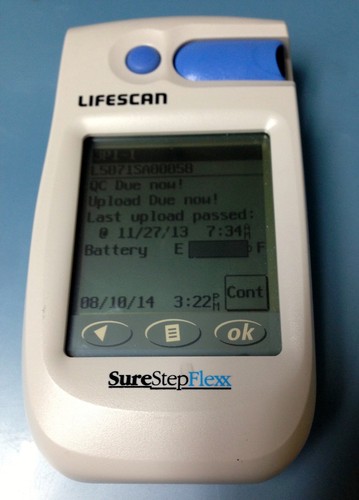 LIFESCAN
QC Due now!
Upload Due now!
Last upload passed:
@ 11/27/13 7:34AM
Battery E F
08/10/14 3:22PM Cont
ok
SureStepFlexx